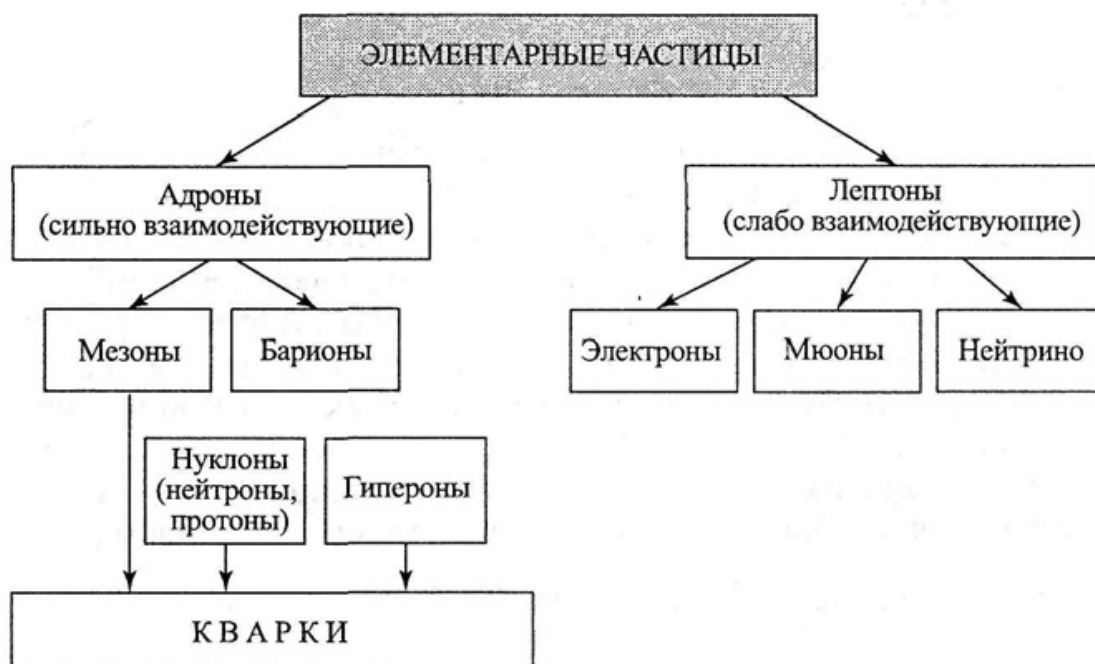 ЭЛЕМЕНТАРНЫЕ ЧАСТИЦЫ
Адроны
(сильно взаимодействующие)
Лептоны
(слабо взаимодействующие)
Мезоны
Барионы
Электроны
Мюоны
Нейтрино
Нуклоны
(нейтроны,
протоны)
Гипероны
КВАРКИ